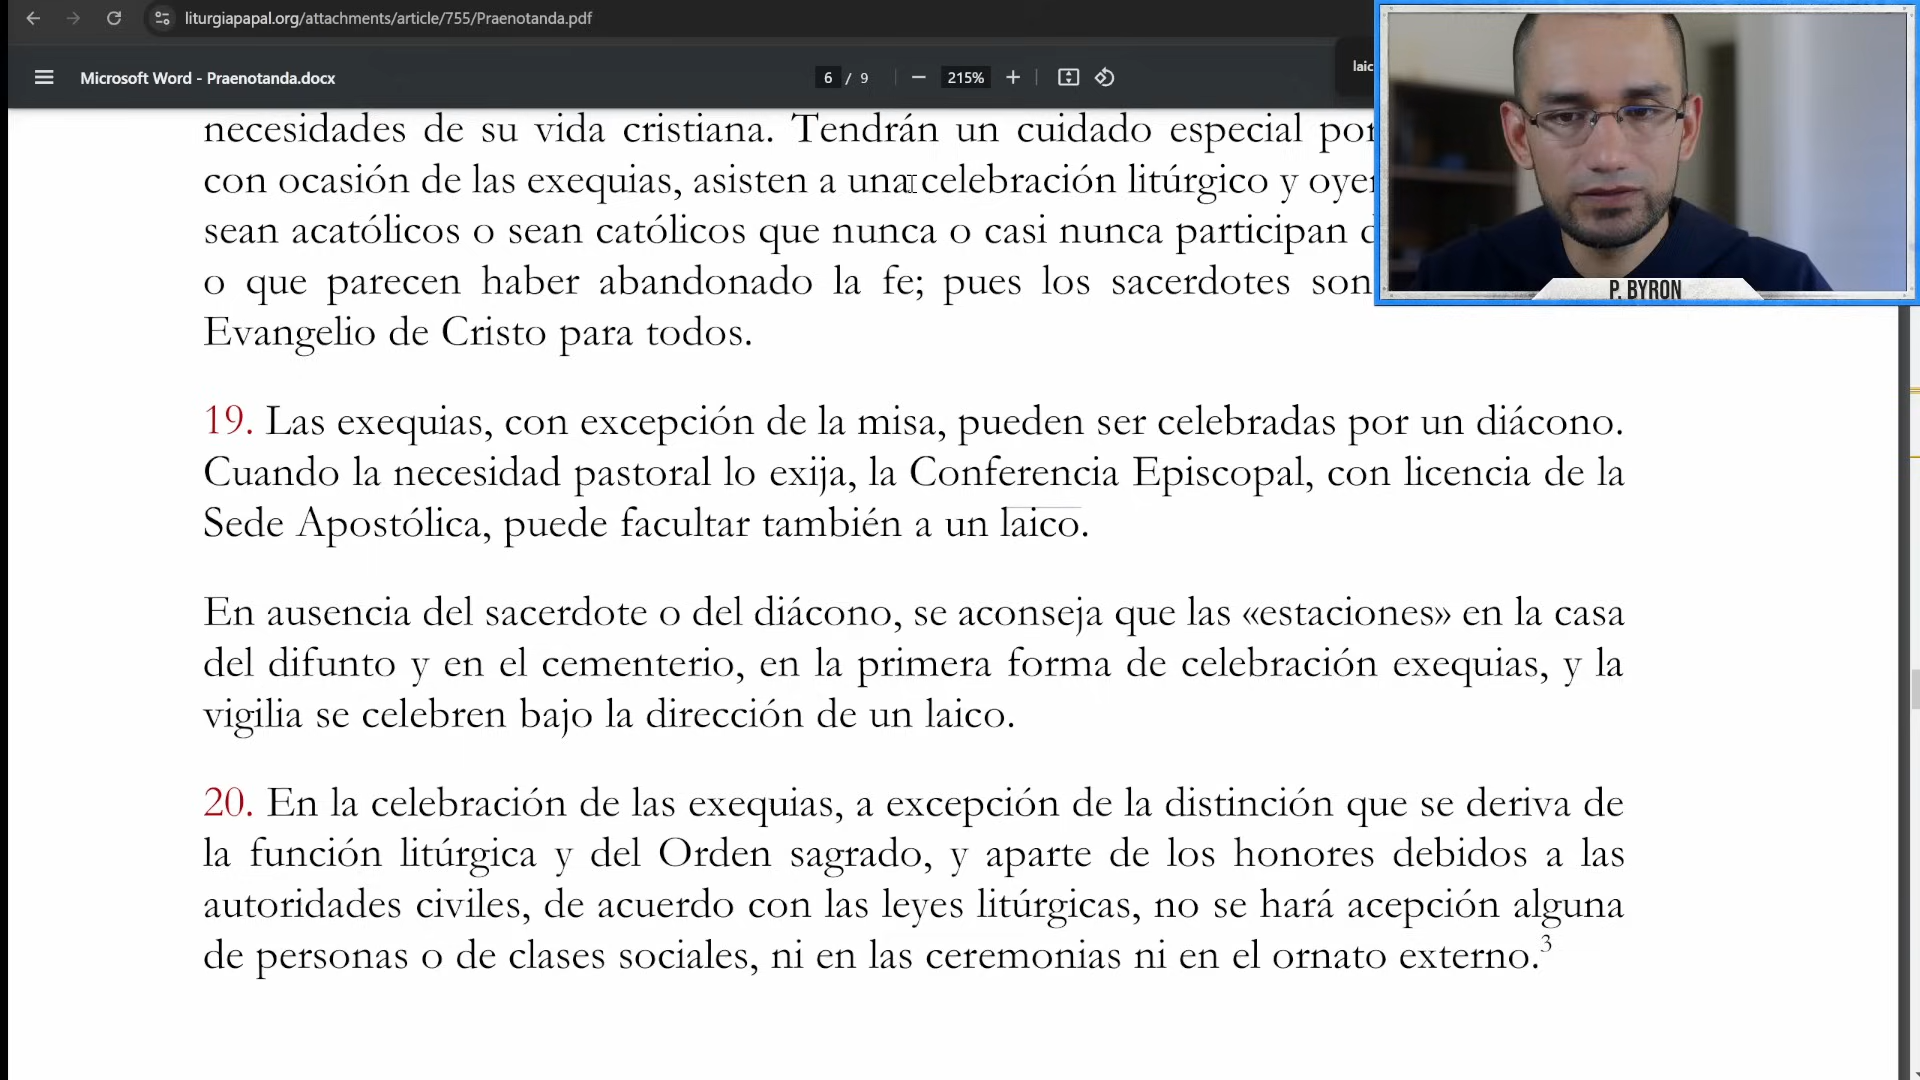 liturgiapapal.org/attachments/article/755/Praenotanda.pdf
Microsoft Word - Praenotanda.docx
6 / 9
215%
laic
P. BYRON
necesidades de su vida cristiana. Tendrán un cuidado especial por
con ocasión de las exequias, asisten a una celebración litúrgico y
sean acatólicos o sean católicos que nunca o casi nunca participan
o que parecen haber abandonado la fe; pues los sacerdotes son
Evangelio de Cristo para todos.
19. Las exequias, con excepción de la misa, pueden ser celebradas por un diácono.
Cuando la necesidad pastoral lo exija, la Conferencia Episcopal, con licencia de la
Sede Apostólica, puede facultar también a un laico.
En ausencia del sacerdote o del diácono, se aconseja que las «estaciones» en la casa
del difunto y en el cementerio, en la primera forma de celebración exequias, y la
vigilia se celebren bajo la dirección de un laico.
20. En la celebración de las exequias, a excepción de la distinción que se deriva de
la función litúrgica y del Orden sagrado, y aparte de los honores debidos a las
autoridades civiles, de acuerdo con las leyes litúrgicas, no se hará acepción alguna
de personas o de clases sociales, ni en las ceremonias ni en el ornato externo.3